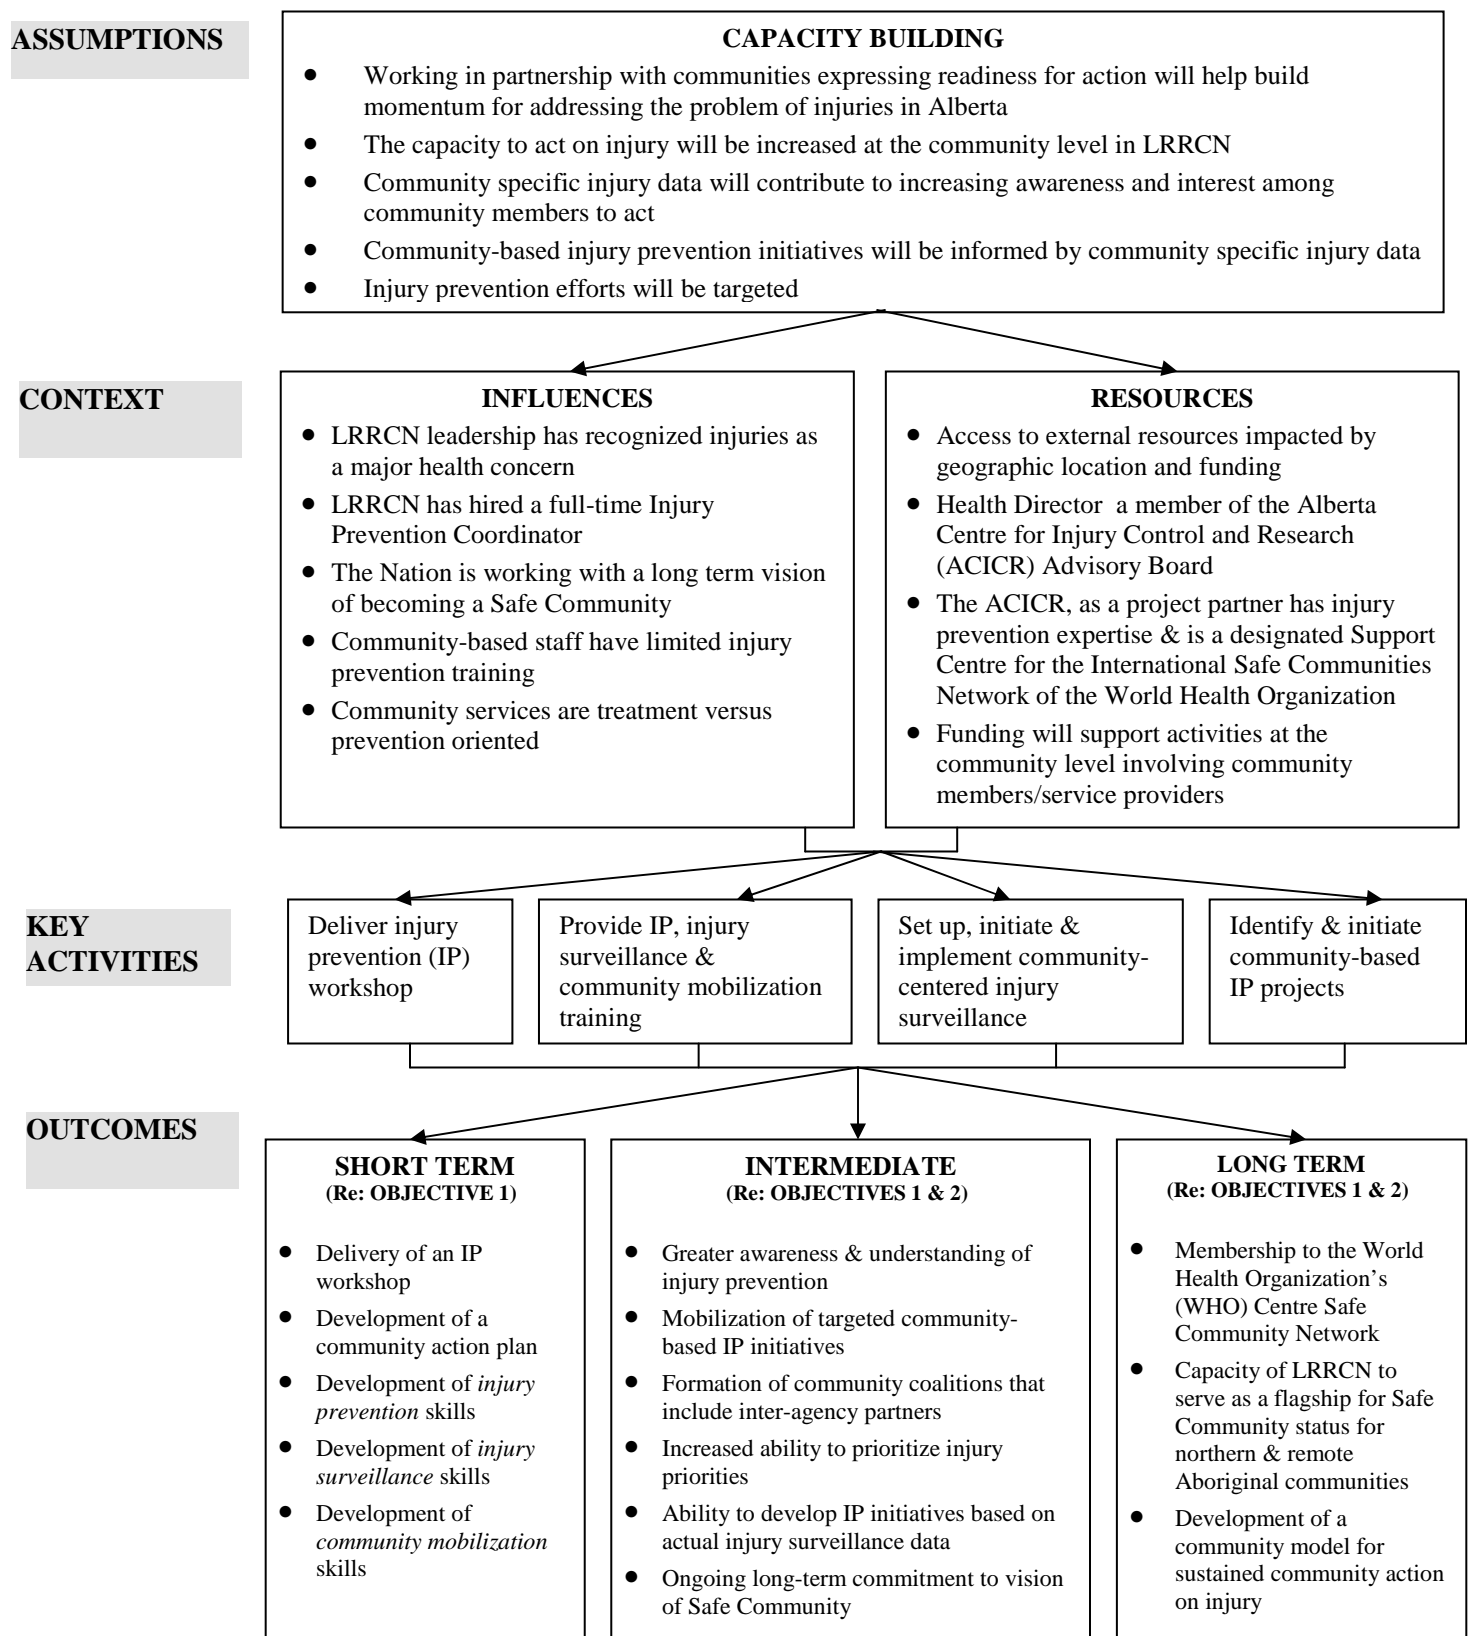 ASSUMPTIONS
CAPACITY BUILDING
● Working in partnership with communities expressing readiness for action will help build
momentum for addressing the problem of injuries in Alberta
● The capacity to act on injury will be increased at the community level in LRRCN
● Community specific injury data will contribute to increasing awareness and interest among
community members to act
● Community-based injury prevention initiatives will be informed by community specific injury data
● Injury prevention efforts will be targeted
CONTEXT
INFLUENCES
● LRRCN leadership has recognized injuries as
a major health concern
● LRRCN has hired a full-time Injury
Prevention Coordinator
● The Nation is working with a long term vision
of becoming a Safe Community
● Community-based staff have limited injury
prevention training
● Community services are treatment versus
prevention oriented
RESOURCES
● Access to external resources impacted by
geographic location and funding
● Health Director a member of the Alberta
Centre for Injury Control and Research
(ACICR) Advisory Board
● The ACICR, as a project partner has injury
prevention expertise & is a designated Support
Centre for the International Safe Communities
Network of the World Health Organization
● Funding will support activities at the
community level involving community
members/service providers
KEY
ACTIVITIES
Deliver injury
prevention (IP)
workshop
Provide IP, injury
surveillance &
community mobilization
training
Set up, initiate &
implement community-
centered injury
surveillance
Identify & initiate
community-based
IP projects
OUTCOMES
SHORT TERM
(Re: OBJECTIVE 1)
● Delivery of an IP
workshop
● Development of a
community action plan
● Development of injury
prevention skills
● Development of injury
surveillance skills
● Development of
community mobilization
skills
INTERMEDIATE
(Re: OBJECTIVES 1 & 2)
● Greater awareness & understanding of
injury prevention
● Mobilization of targeted community-
based IP initiatives
● Formation of community coalitions that
include inter-agency partners
● Increased ability to prioritize injury
priorities
● Ability to develop IP initiatives based on
actual injury surveillance data
● Ongoing long-term commitment to vision
of Safe Community
LONG TERM
(Re: OBJECTIVES 1 & 2)
● Membership to the World
Health Organization’s
(WHO) Centre Safe
Community Network
● Capacity of LRRCN to
serve as a flagship for Safe
Community status for
northern & remote
Aboriginal communities
● Development of a
community model for
sustained community action
on injury